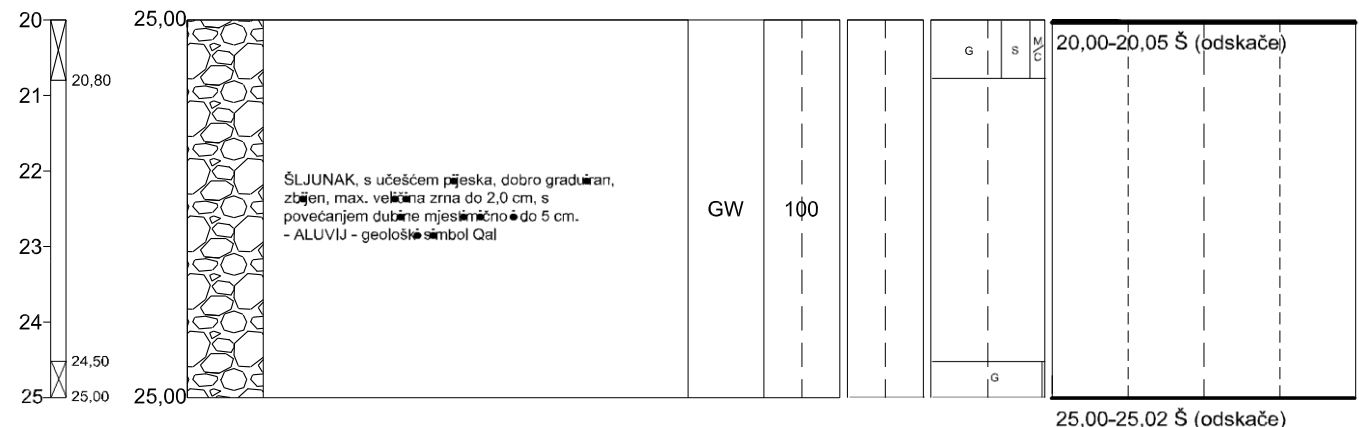 20
25,00
G
S
M/C
20,00-20,05 Š (odskače)
20,80
21
22
ŠLJUNAK, s učešćem pijeska, dobro graduiran,
zbijen, max. veličina zrna do 2,0 cm, s
povećanjem dubine mjestimično i do 5 cm.
- ALUVIJ - geološki simbol Qal
GW
100
23
24
24,50
G
25
25,00
25,00
25,00-25,02 Š (odskače)